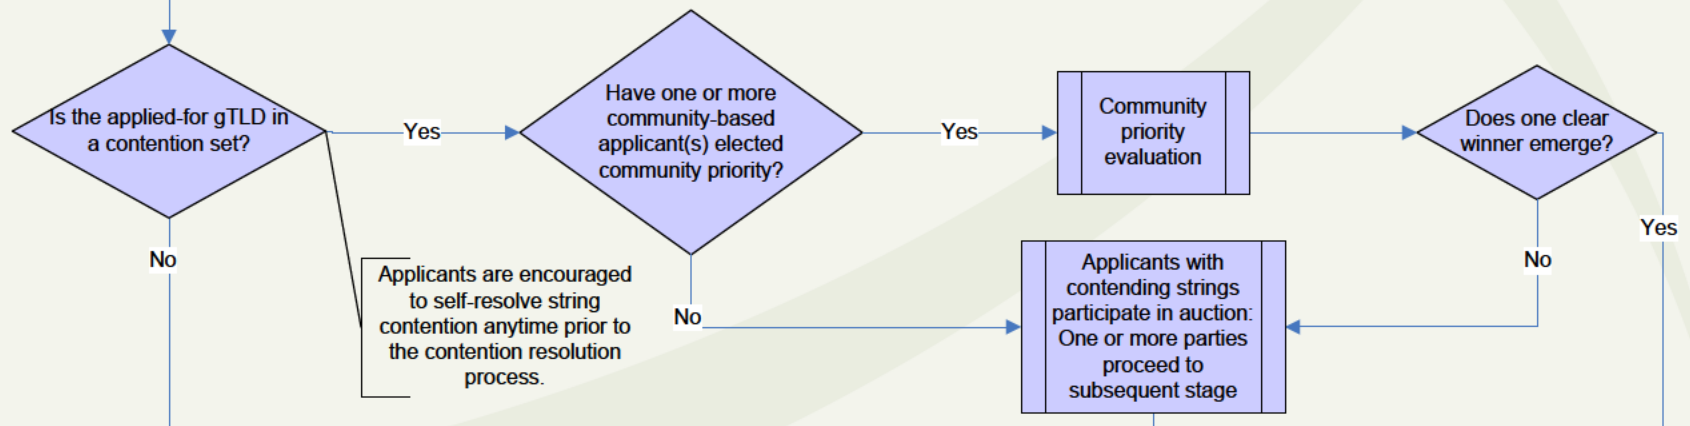 Is the applied-for gTLD in
a contention set?
Yes
No
Applicants are encouraged
to self-resolve string
contention anytime prior to
the contention resolution
process.
Have one or more
community-based
applicant(s) elected
community priority?
Yes
No
Community
priority
evaluation
Does one clear
winner emerge?
Yes
No
Applicants with
contending strings
participate in auction:
One or more parties
proceed to
subsequent stage